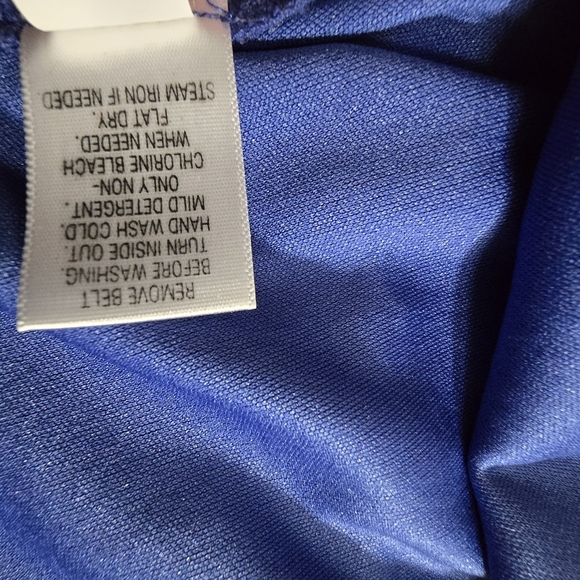 REMOVE BELT
BEFORE WASHING.
TURN INSIDE OUT.
HAND WASH COLD.
MILD DETERGENT.
ONLY NON-
CHLORINE BLEACH
WHEN NEEDED.
FLAT DRY.
STEAM IRON IF NEEDED